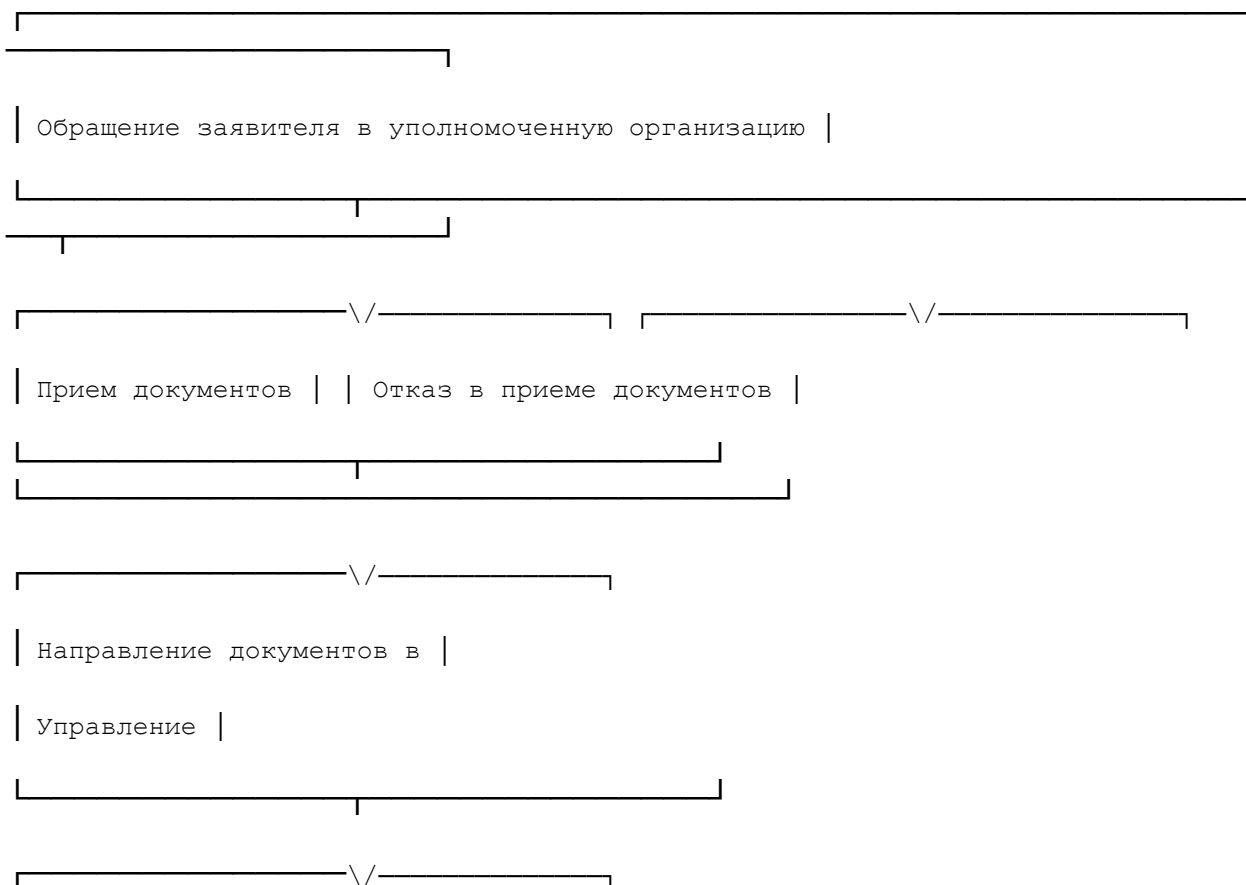 Обращение заявителя в уполномоченную организацию
Прием документов | | Отказ в приеме документов
Направление документов в
Управление